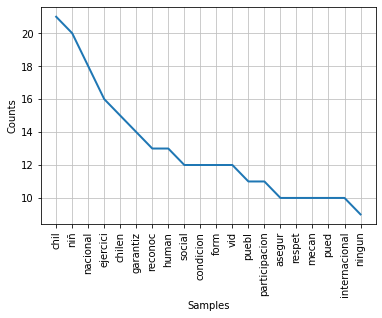 20
18
16
14
12
10
Counts
chil
niñ
nacional
ejercici
chilen
garantiz
reconoc
human
social
condicion
form
vid
puebl
participacion
asegur
respet
mecan
pued
internacional
ningun
Samples